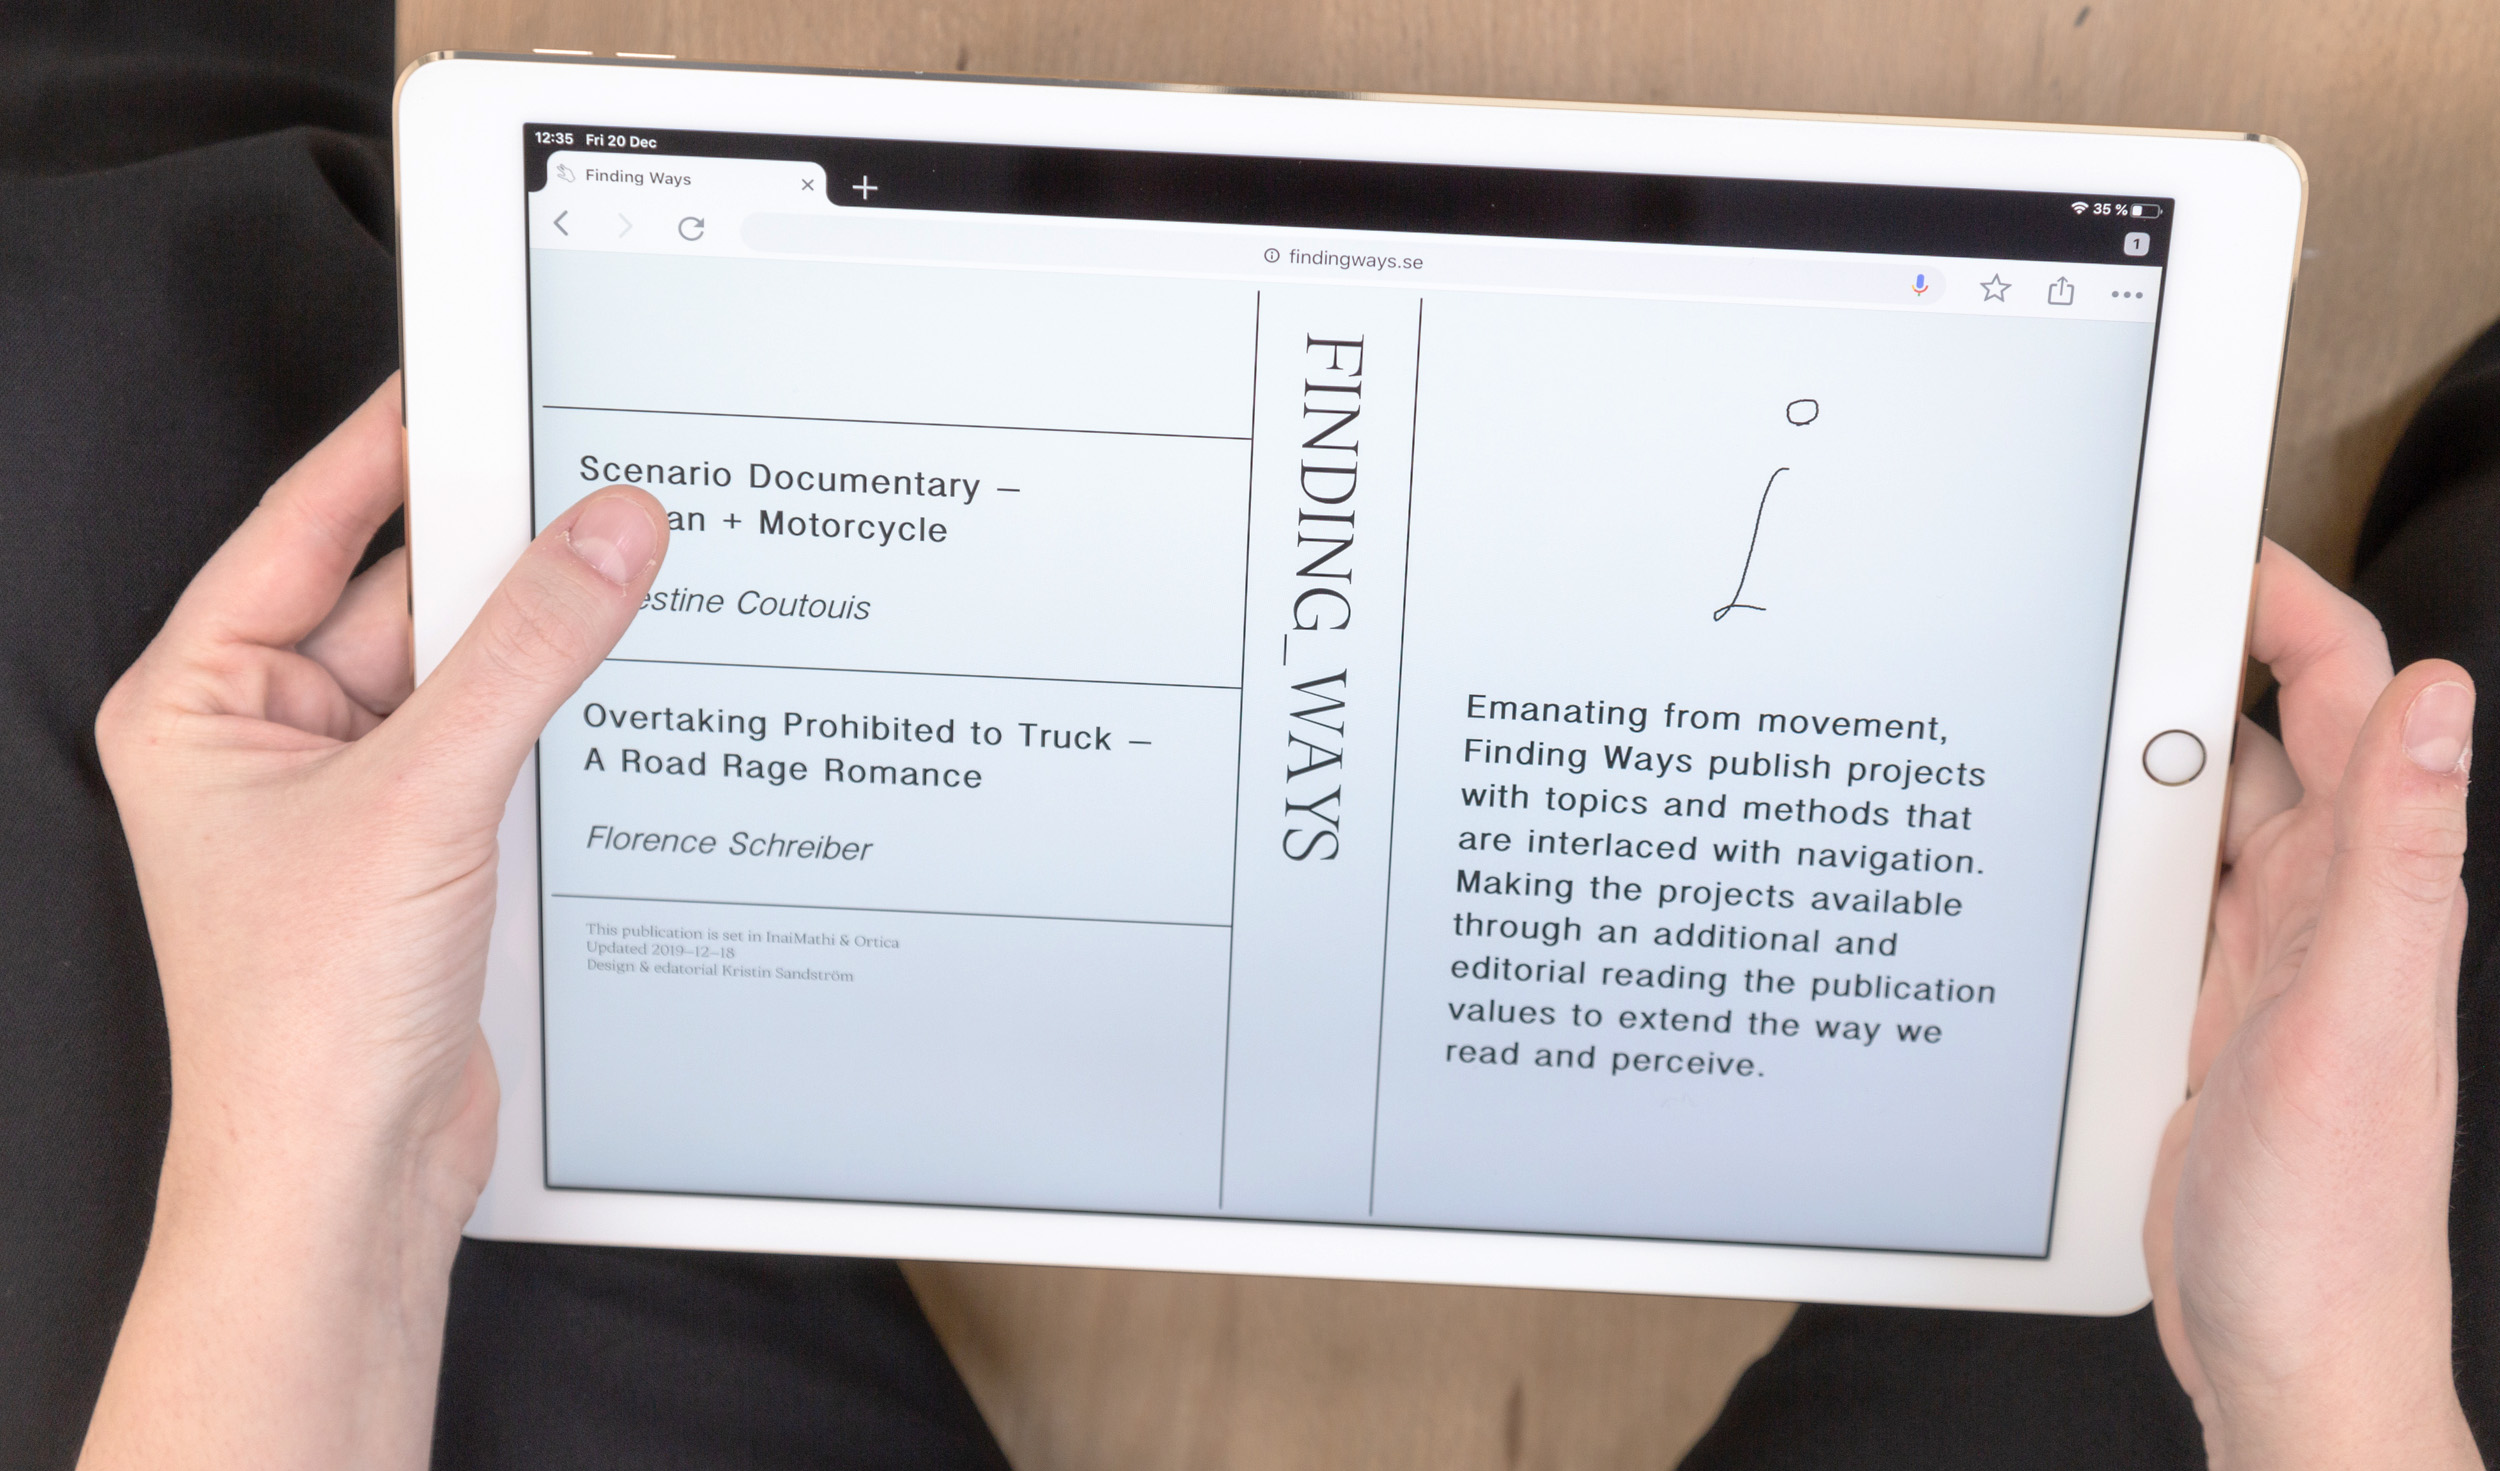 12:35 Fri 20 Dec
35 %
Finding Ways
1
findingways.se
Scenario Documentary –
+ Motorcycle
Coutouis
Overtaking Prohibited to Truck –
A Road Rage Romance
Florence Schreiber
This publication is set in InaiMathi & Ortica
Updated 2019–12–18
Design & edatorial Kristin Sandström
FINDING_WAYS
i
Emanating from movement,
Finding Ways publish projects
with topics and methods that
are interlaced with navigation.
Making the projects available
through an additional and
editorial reading the publication
values to extend the way we
read and perceive.